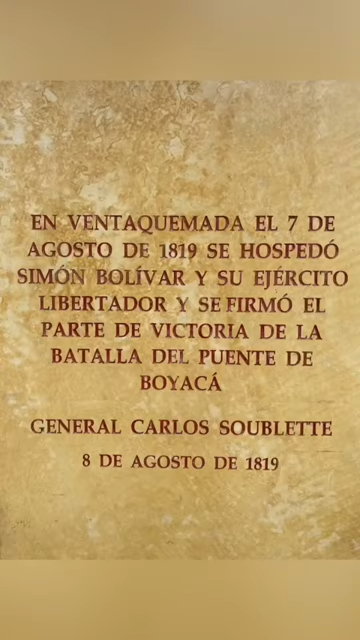 EN VENTAQUEMADA EL 7 DE
AGOSTO DE 1819 SE HOSPEDÓ
SIMÓN BOLÍVAR Y SU EJÉRCITO
LIBERTADOR Y SE FIRMÓ EL
PARTE DE VICTORIA DE LA
BATALLA DEL PUENTE DE
BOYACÁ
GENERAL CARLOS SOUBLETTE
8 DE AGOSTO DE 1819